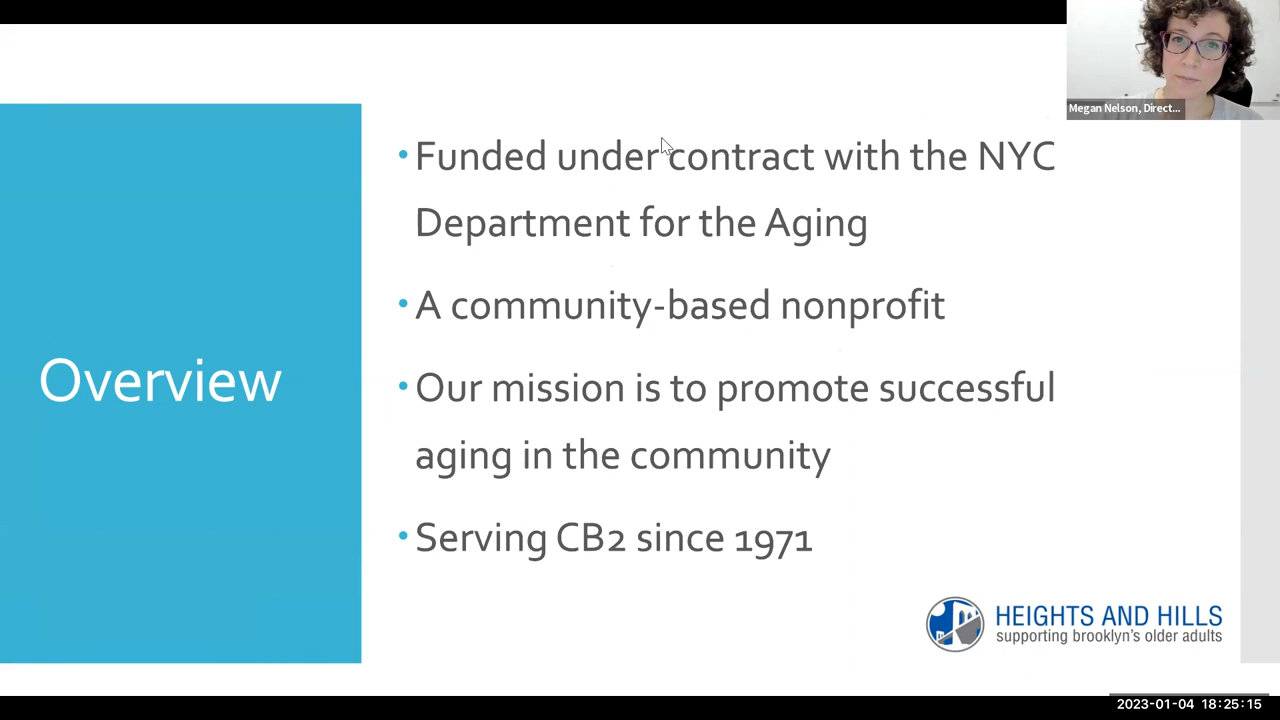 Megan Nelson, Direct...
• Funded under contract with the NYC
Department for the Aging
• A community-based nonprofit
Overview
• Our mission is to promote successful
aging in the community
• Serving CB2 since 1971
HEIGHTS AND HILLS
supporting brooklyn's older adults
2023-01-04 18:25:15